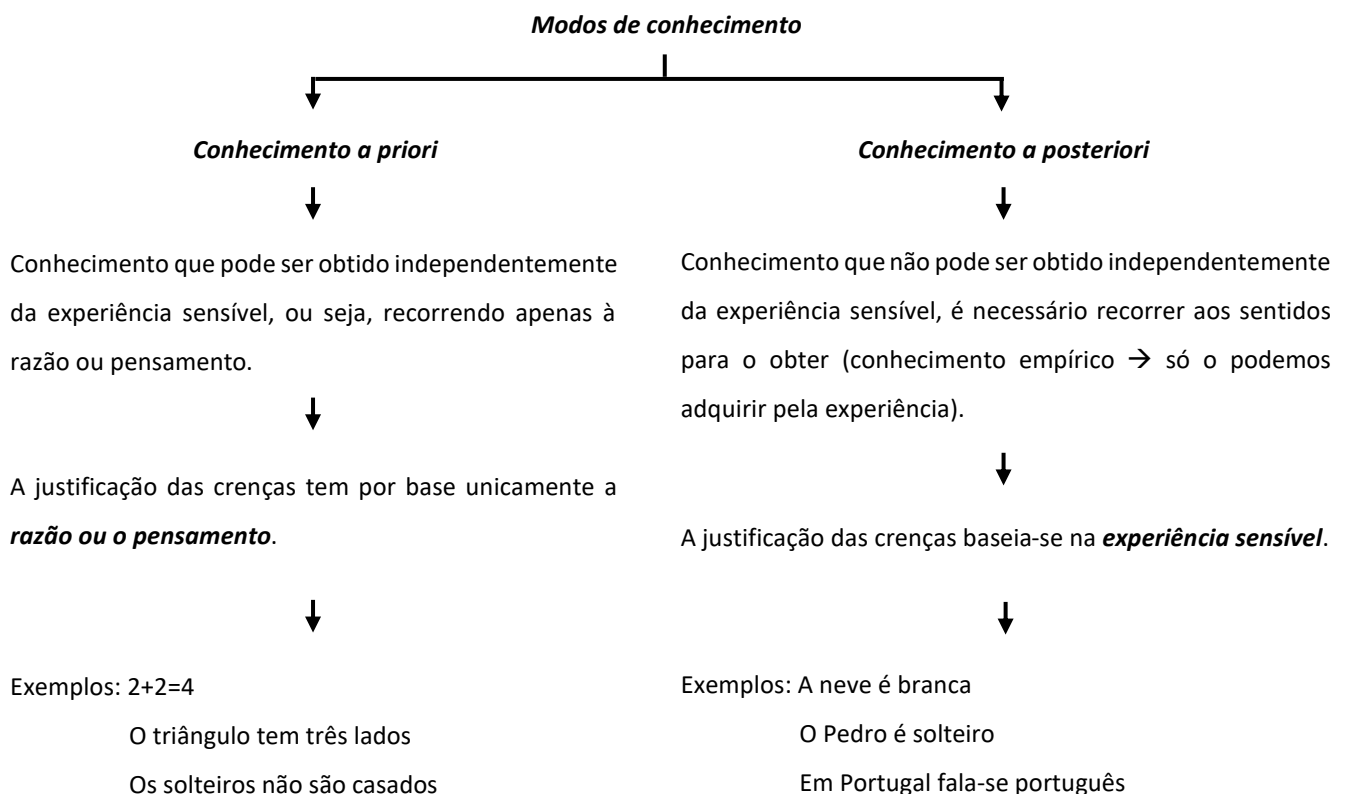 Modos de conhecimento
Conhecimento a priori
Conhecimento que pode ser obtido independentemente
da experiência sensível, ou seja, recorrendo apenas à
razão ou pensamento.
A justificação das crenças tem por base unicamente a
razão ou o pensamento.
Exemplos: 2+2=4
O triângulo tem três lados
Os solteiros não são casados
Conhecimento a posteriori
Conhecimento que não pode ser obtido independentemente
da experiência sensível, é necessário recorrer aos sentidos
para o obter (conhecimento empírico → só o podemos
adquirir pela experiência).
A justificação das crenças baseia-se na experiência sensível.
Exemplos: A neve é branca
O Pedro é solteiro
Em Portugal fala-se português